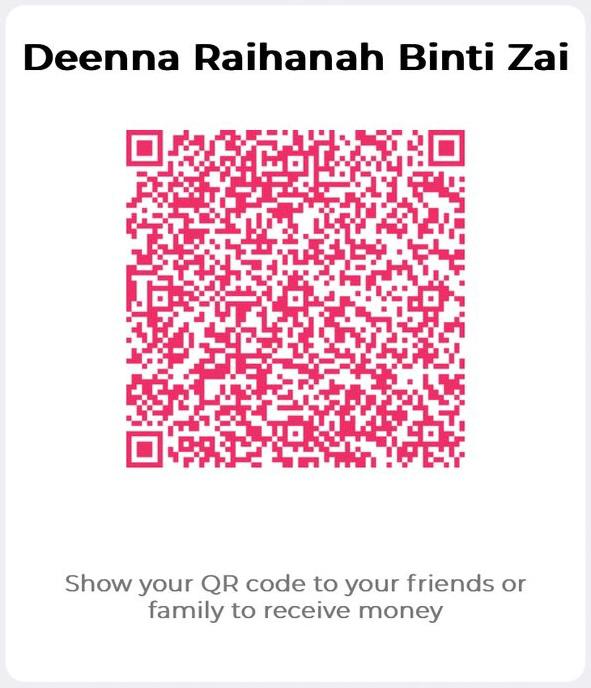 Deenna Raihanah Binti Zai
Show your QR code to your friends or
family to receive money